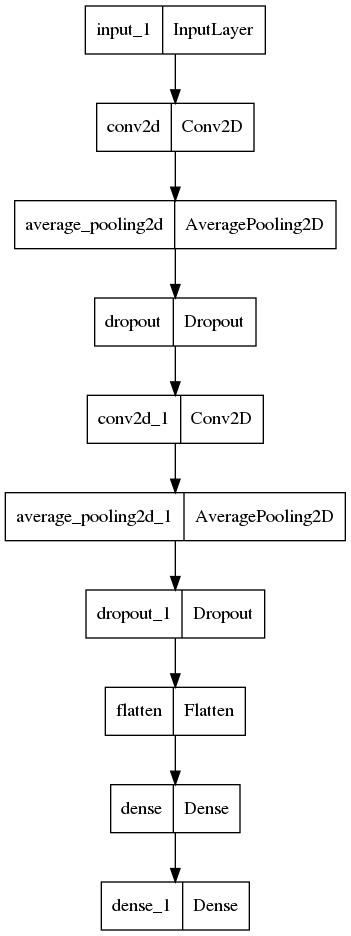 input_1 InputLayer
conv2d Conv2D
average_pooling2d AveragePooling2D
dropout Dropout
conv2d_1 Conv2D
average_pooling2d_1 AveragePooling2D
dropout_1 Dropout
flatten Flatten
dense Dense
dense_1 Dense